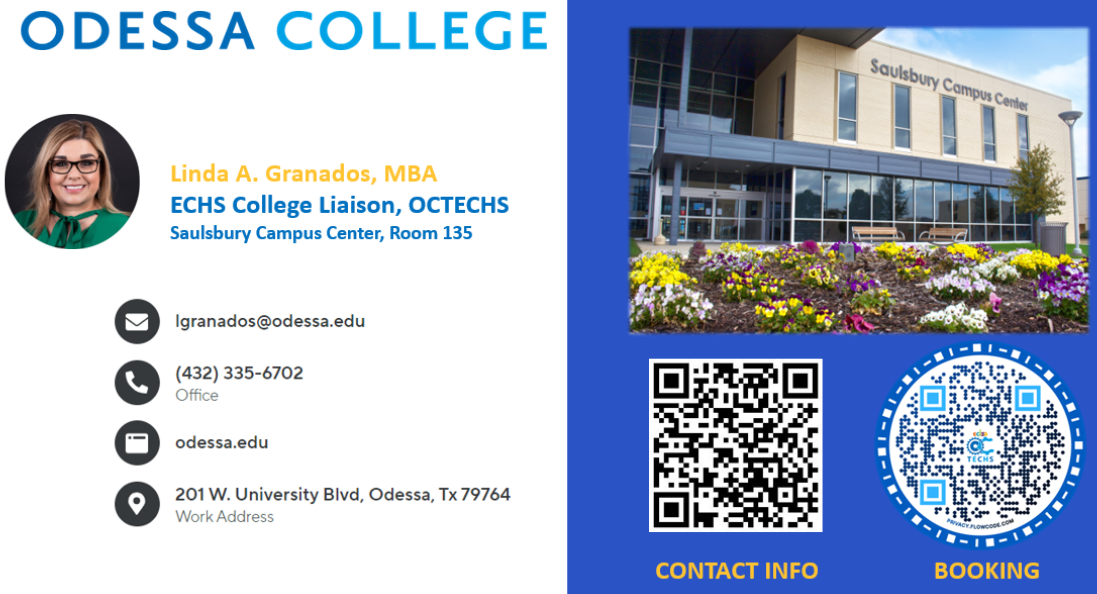 ODESSA COLLEGE
Linda A. Granados, MBA
ECHS College Liaison, OCTECHS
Saulsbury Campus Center, Room 135
lgranados@odessa.edu
(432) 335-6702
Office
odessa.edu
201 W. University Blvd, Odessa, Tx 79764
Work Address
Saulsbury Campus Center
TECHS
PRIVACY.FLOWCODE.COM
CONTACT INFO
BOOKING